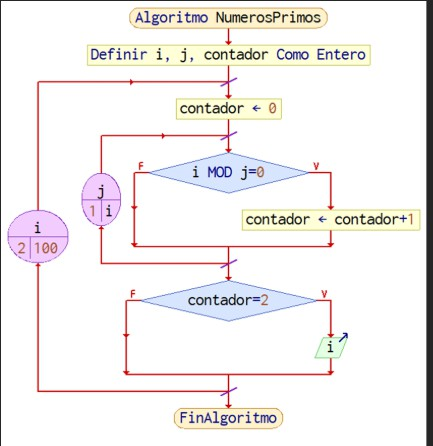 Algoritmo NumerosPrimos
Definir i, j, contador Como Entero
contador ← 0
j
1 i
F
i MOD j=0
V
contador ← contador+1
i
2 100
F
contador=2
V
i
FinAlgoritmo